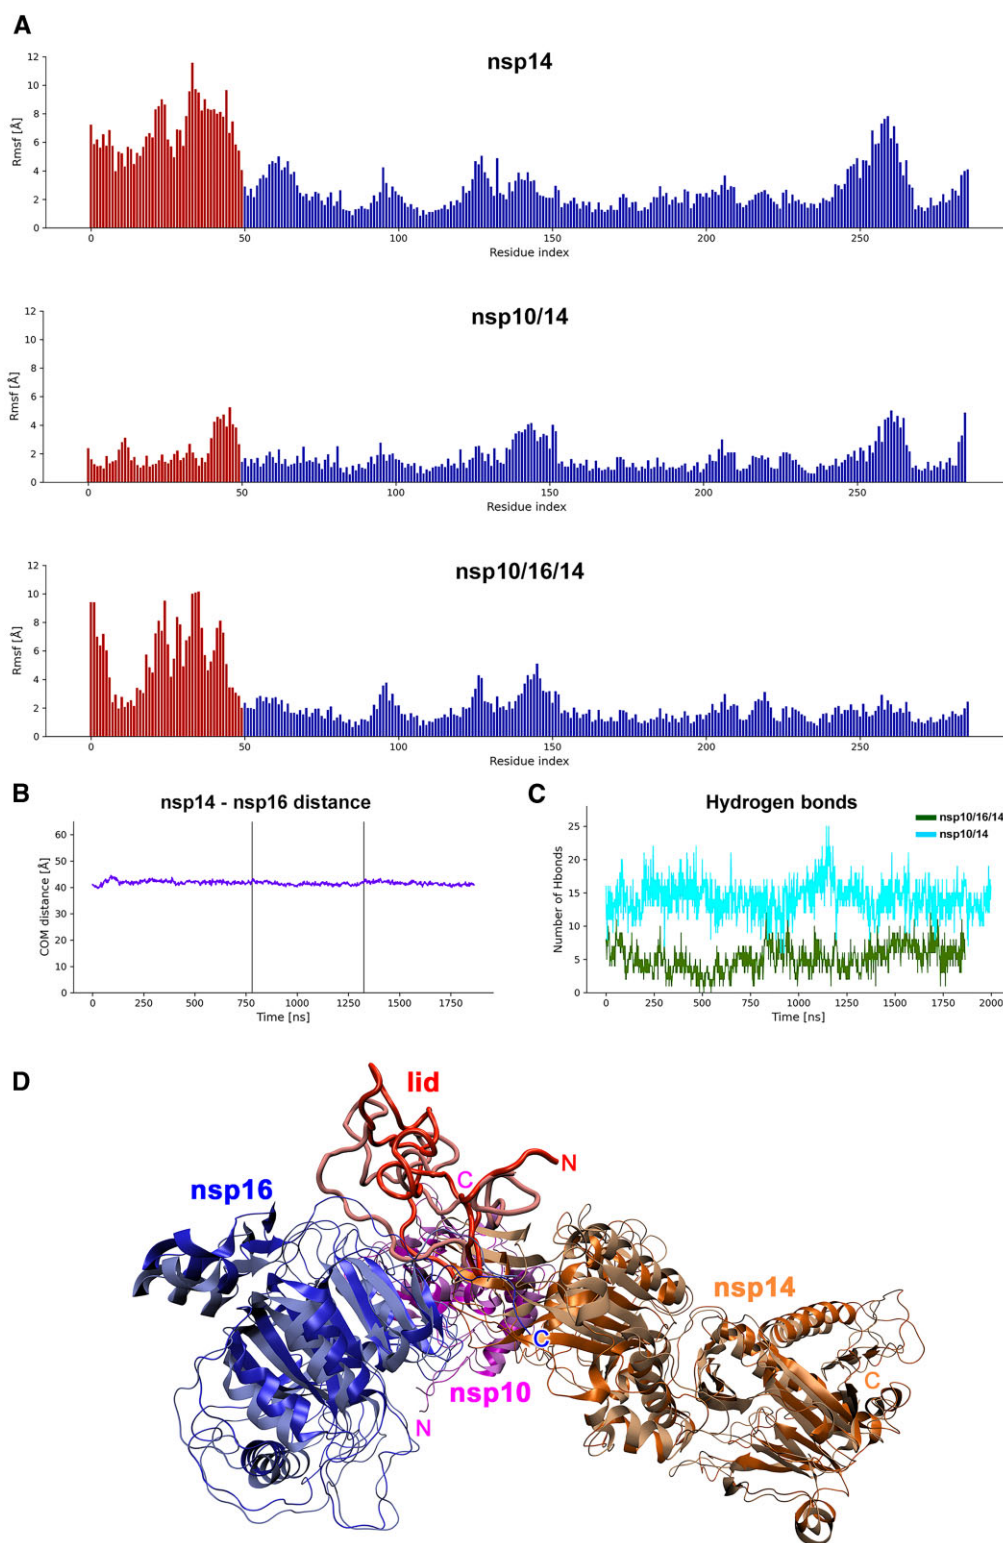 A
nsp14
12
10
8
6
4
2
0
Rmsf [Å]
0 50 100 150 200 250
Residue index
nsp10/14
12
10
8
6
4
2
0
Rmsf [Å]
0 50 100 150 200 250
Residue index
nsp10/16/14
12
10
8
6
4
2
0
Rmsf [Å]
0 50 100 150 200 250
Residue index
B
nsp14 - nsp16 distance
60
50
40
30
20
10
0
COM distance [Å]
0 250 500 750 1000 1250 1500 1750
Time [ns]
C
Hydrogen bonds
nsp10/16/14
nsp10/14
25
20
15
10
5
0
Number of Hbonds
0 250 500 750 1000 1250 1500 1750 2000
Time [ns]
D
lid
N
C
nsp16
nsp14
C
C
nsp10
N